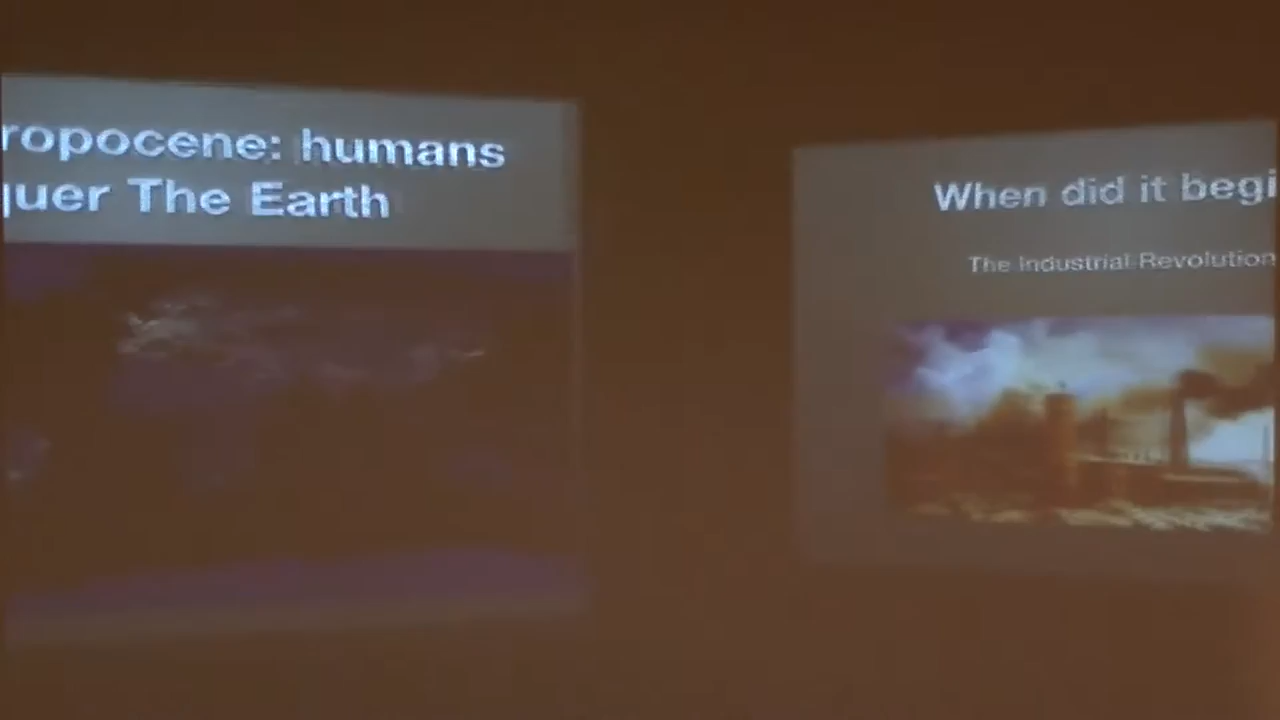 ropocene: humans
quer The Earth
When did it begi
The Industrial Revolution